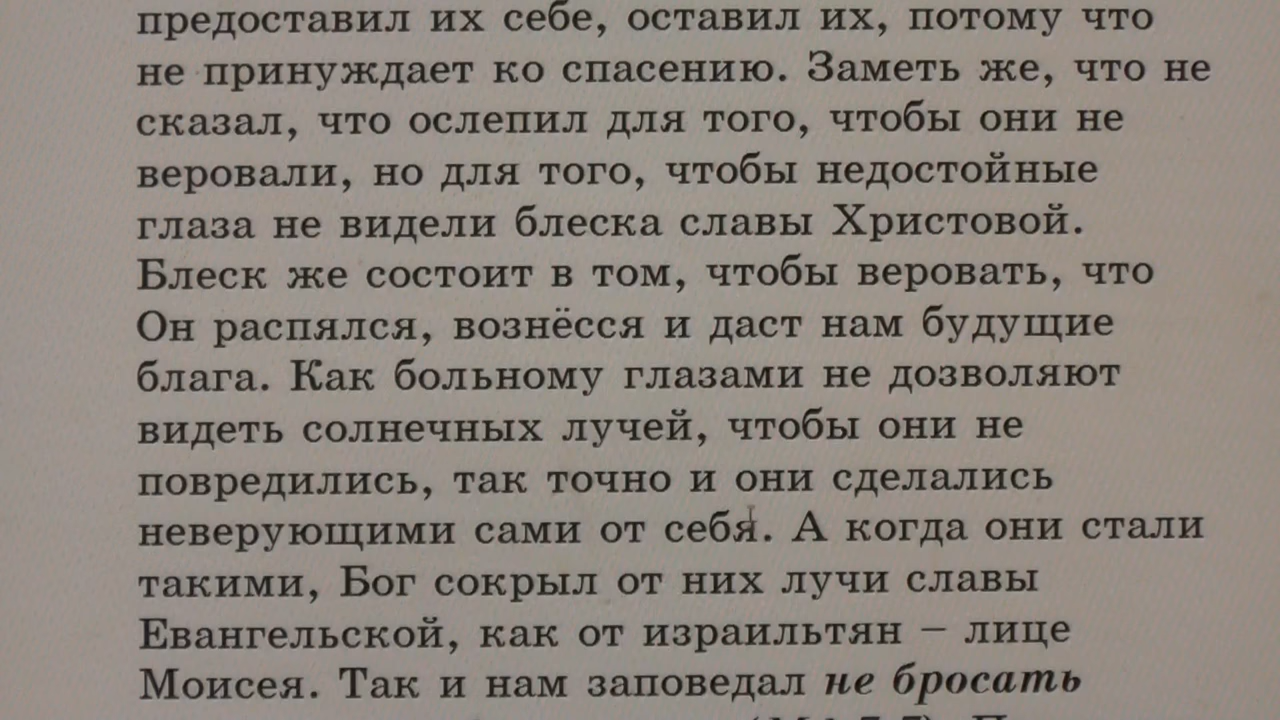 предоставил их себе, оставил их, потому что
не принуждает ко спасению. Заметь же, что не
сказал, что ослепил для того, чтобы они не
веровали, но для того, чтобы недостойные
глаза не видели блеска славы Христовой.
Блеск же состоит в том, чтобы веровать, что
Он распялся, вознёсся и даст нам будущие
блага. Как больному глазами не дозволяют
видеть солнечных лучей, чтобы они не
повредились, так точно и они сделались
неверующими сами от себя. А когда они стали
такими, Бог сокрыл от них лучи славы
Евангельской, как от израильтян – лице
Моисея. Так и нам заповедал не бросать